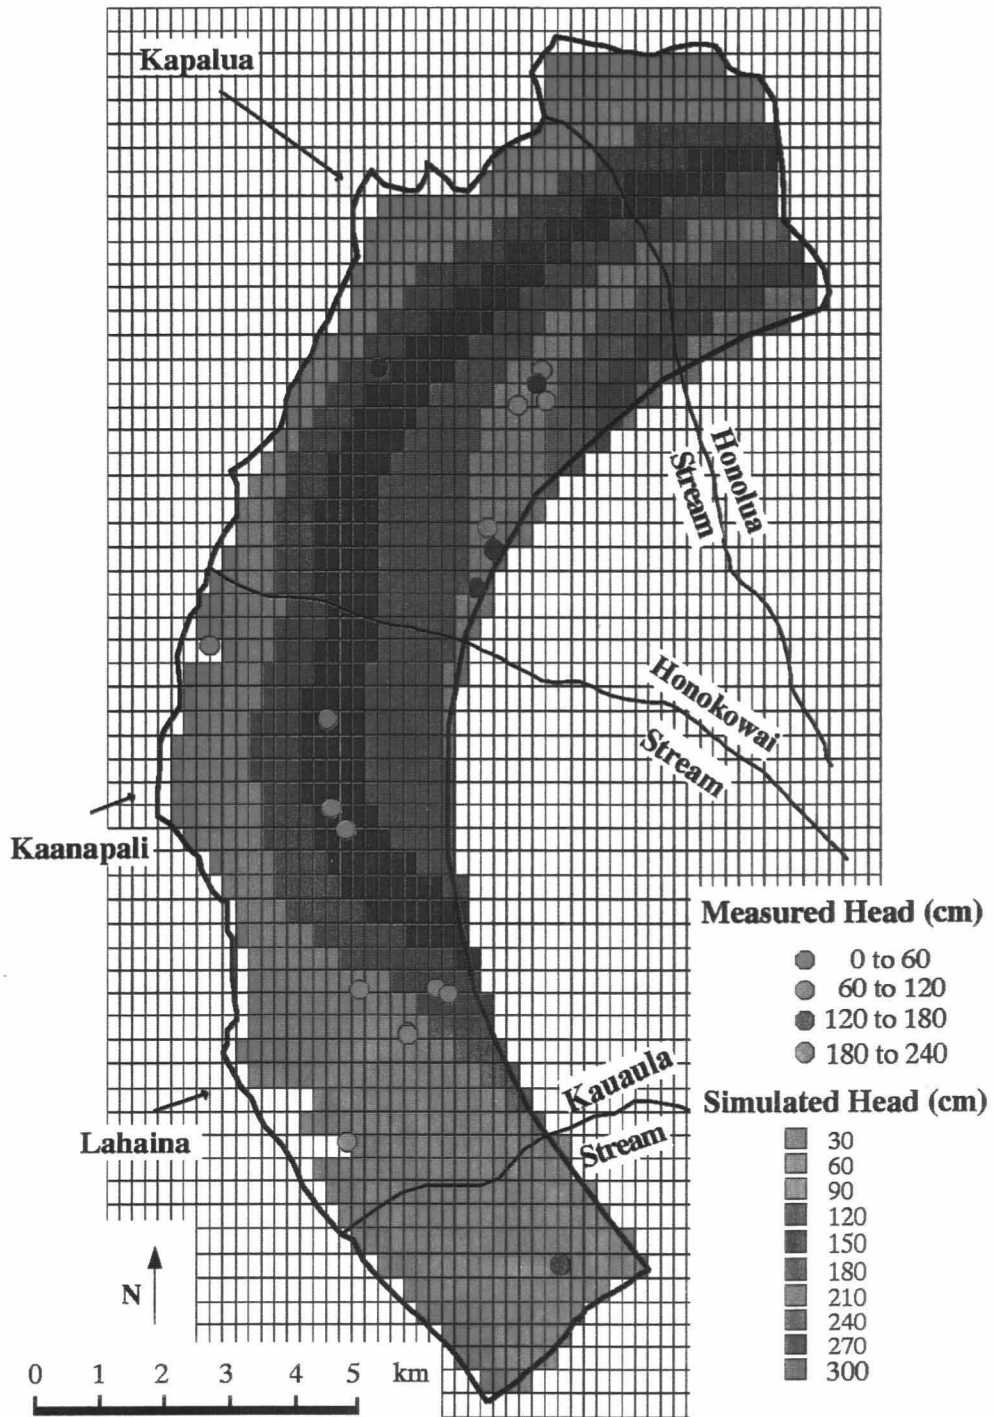 Kapalua
Honolua
Stream
Honokowai
Stream
Kaanapali
Measured Head (cm)
0 to 60
60 to 120
120 to 180
180 to 240
Kauaula
Stream
Simulated Head (cm)
30
60
90
120
150
180
210
240
270
300
Lahaina
N
0 1 2 3 4 5 km